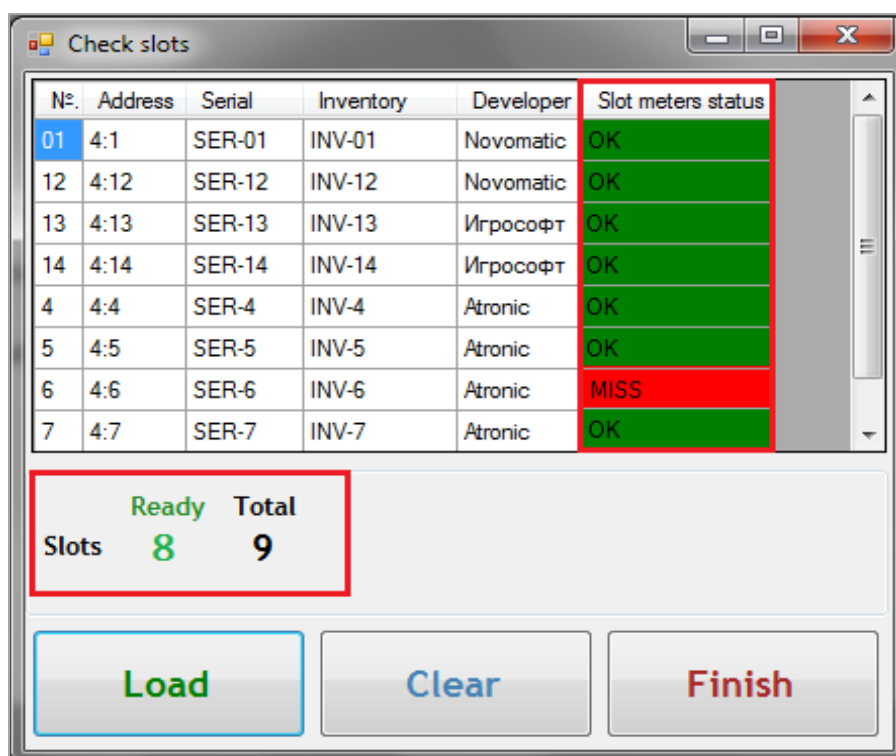 Check slots
№. Address Serial Inventory Developer Slot meters status
01 4:1 SER-01 INV-01 Novomatic OK
12 4:12 SER-12 INV-12 Novomatic OK
13 4:13 SER-13 INV-13 Игрософт OK
14 4:14 SER-14 INV-14 Игрософт OK
4 4:4 SER-4 INV-4 Atronic OK
5 4:5 SER-5 INV-5 Atronic OK
6 4:6 SER-6 INV-6 Atronic MISS
7 4:7 SER-7 INV-7 Atronic OK
Ready Total
Slots 8 9
Load Clear Finish